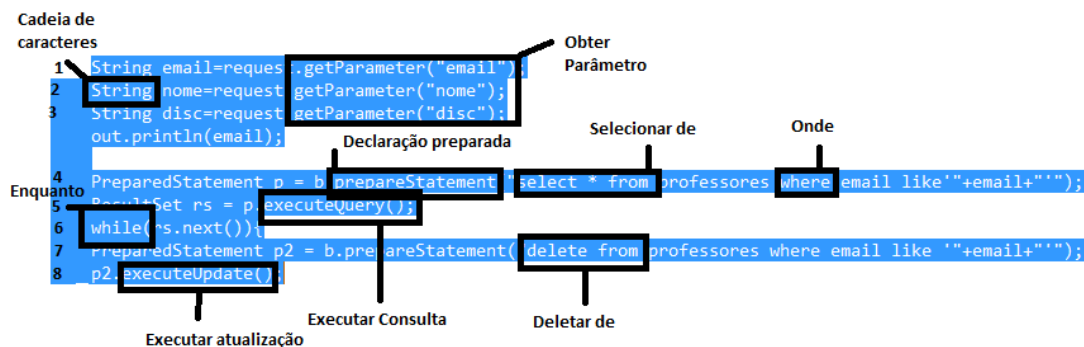 Cadeia de
caracteres
Obter
Parâmetro
1 String email=request.getParameter("email");
2 String nome=request getParameter("nome");
3 String disc=request getParameter("disc");
out.println(email);
Declaração preparada
Selecionar de
Onde
4 PreparedStatement p = b.prepareStatement "select * from professores where email like'"+email+"'");
Enquanto
5 ResultSet rs = p.executeQuery();
6 while(rs.next()){
7 PreparedStatement p2 = b.prepareStatement( delete from professores where email like '"+email+"'");
8 p2.executeUpdate();
Executar Consulta
Deletar de
Executar atualização